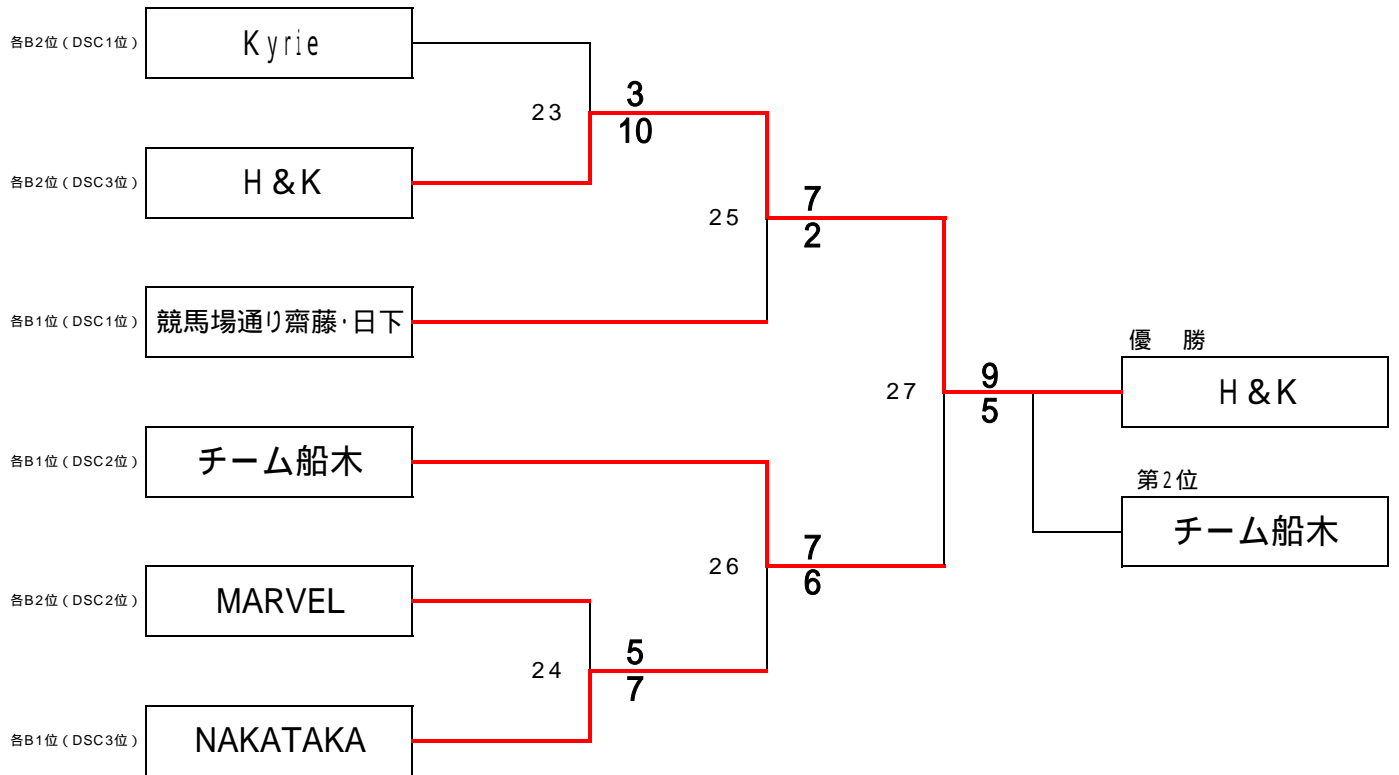 各B2位(DSC1位)
Kyrie
23
3
10
各B2位(DSC3位)
H&K
25
7
2
各B1位(DSC1位)
競馬場通り齋藤・日下
優 勝
H&K
27
9
5
各B1位(DSC2位)
チーム船木
第2位
チーム船木
26
7
6
各B2位(DSC2位)
MARVEL
24
5
7
各B1位(DSC3位)
NAKATAKA